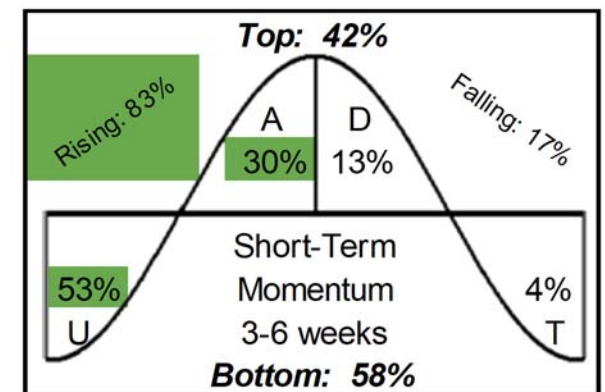 Top: 42%
Rising: 83%
Falling: 17%
A D
30% 13%
Short-Term
53% Momentum 4%
U 3-6 weeks T
Bottom: 58%